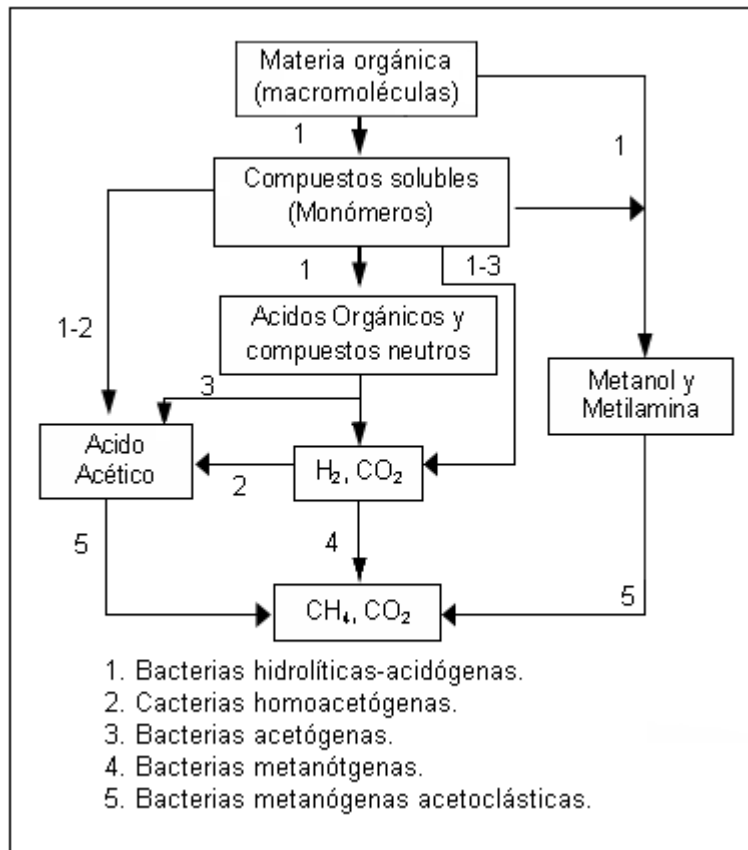 Materia orgánica
(macromoléculas)
1
1
Compuestos solubles
(Monómeros)
1
1-3
1-2
Acidos Orgánicos y
compuestos neutros
3
Metanol y
Metilamina
Acido
Acético
2
H₂, CO₂
5
4
5
CH₄, CO₂
1. Bacterias hidrolíticas-acidógenas.
2. Cacterias homoacetógenas.
3. Bacterias acetógenas.
4. Bacterias metanótgenas.
5. Bacterias metanógenas acetoclásticas.